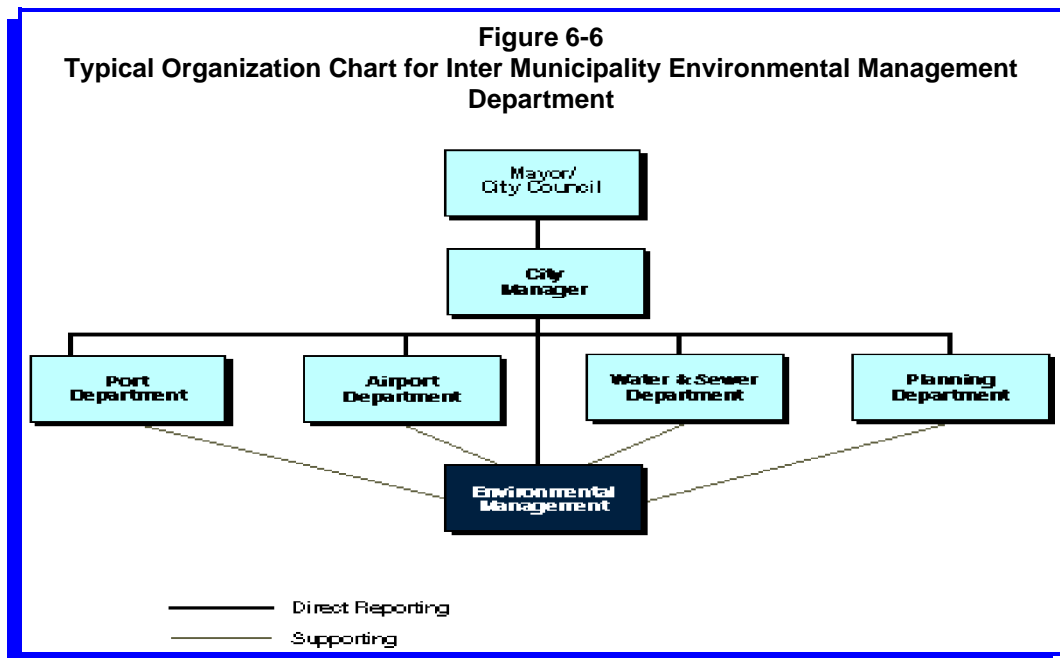 Figure 6-6
Typical Organization Chart for Inter Municipality Environmental Management
Department
Mayor/
City Council
City
Manager
Port
Department
Airport
Department
Water & Sewer
Department
Planning
Department
Environmental
Management
Direct Reporting
Supporting